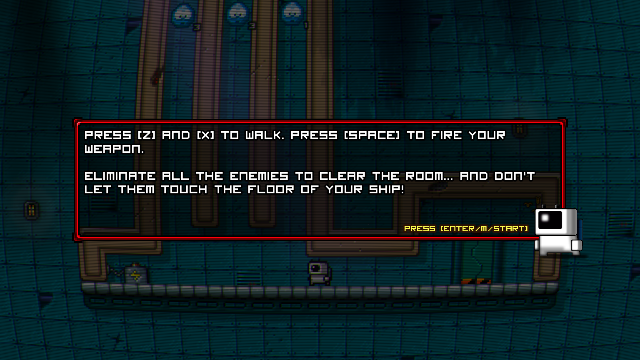 PRESS [Z] AND [X] TO WALK. PRESS [SPACE] TO FIRE YOUR
WEAPON.
ELIMINATE ALL THE ENEMIES TO CLEAR THE ROOM... AND DON'T
LET THEM TOUCH THE FLOOR OF YOUR SHIP!
PRESS [ENTER/M/START]